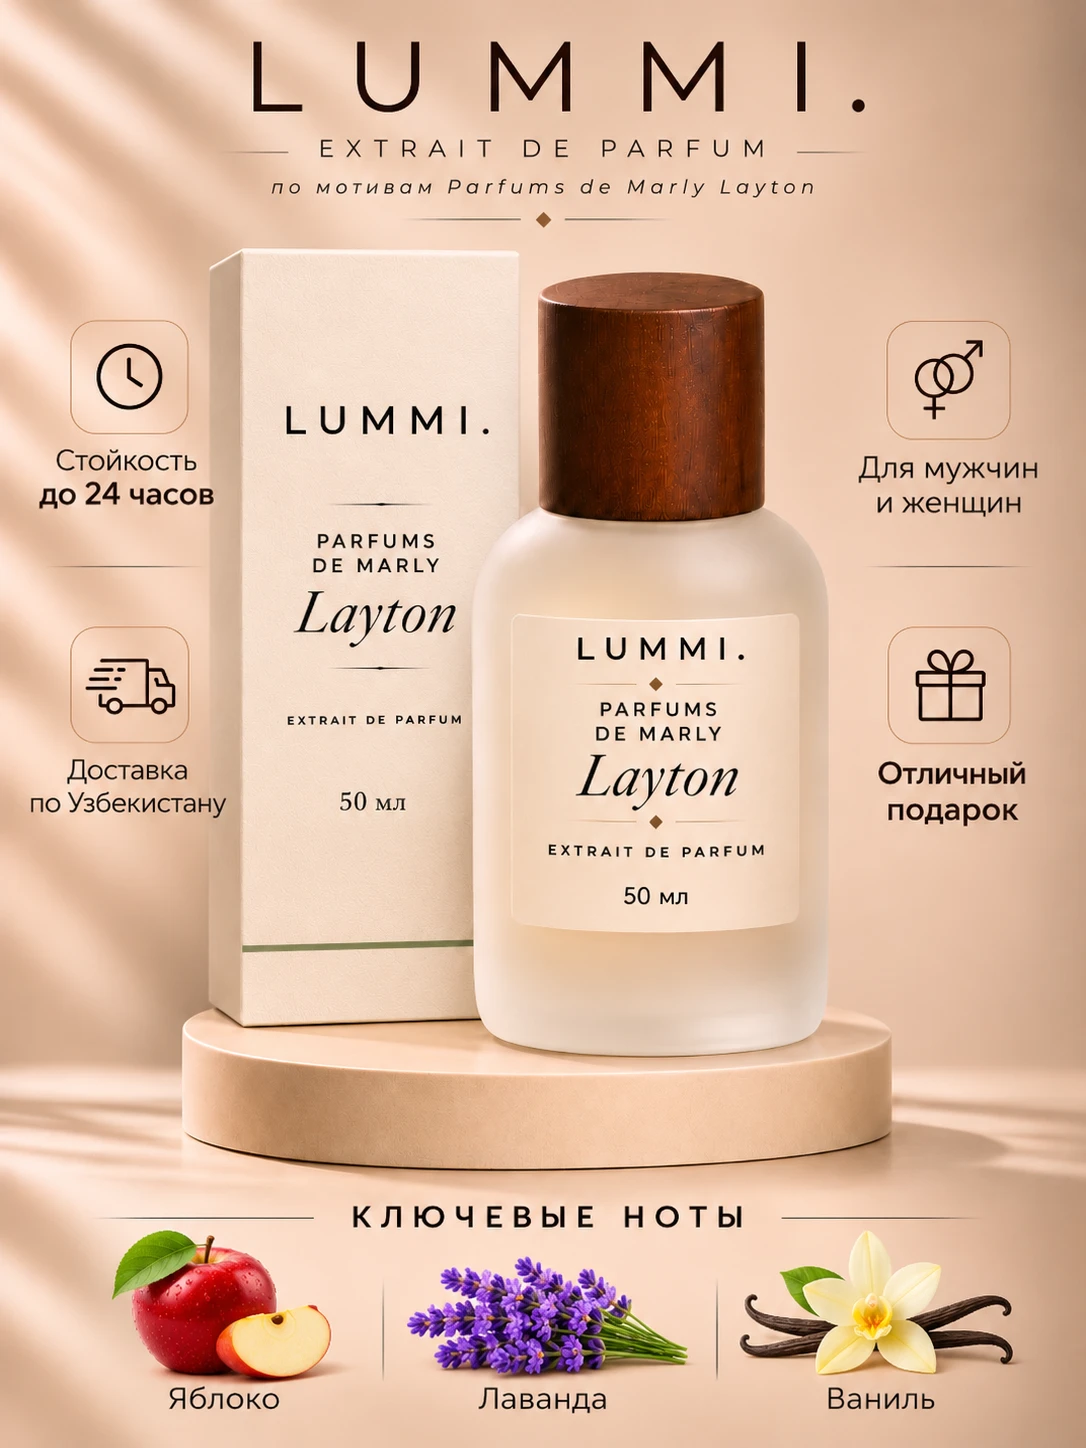 LUMMI.
EXTRAIT DE PARFUM
по мотивам Parfums de Marly Layton
Стойкость
до 24 часов
Для мужчин
и женщин
Доставка
по Узбекистану
Отличный
подарок
LUMMI.
PARFUMS
DE MARLY
Layton
EXTRAIT DE PARFUM
50 мл
LUMMI.
PARFUMS
DE MARLY
Layton
EXTRAIT DE PARFUM
50 мл
КЛЮЧЕВЫЕ НОТЫ
Яблоко
Лаванда
Ваниль